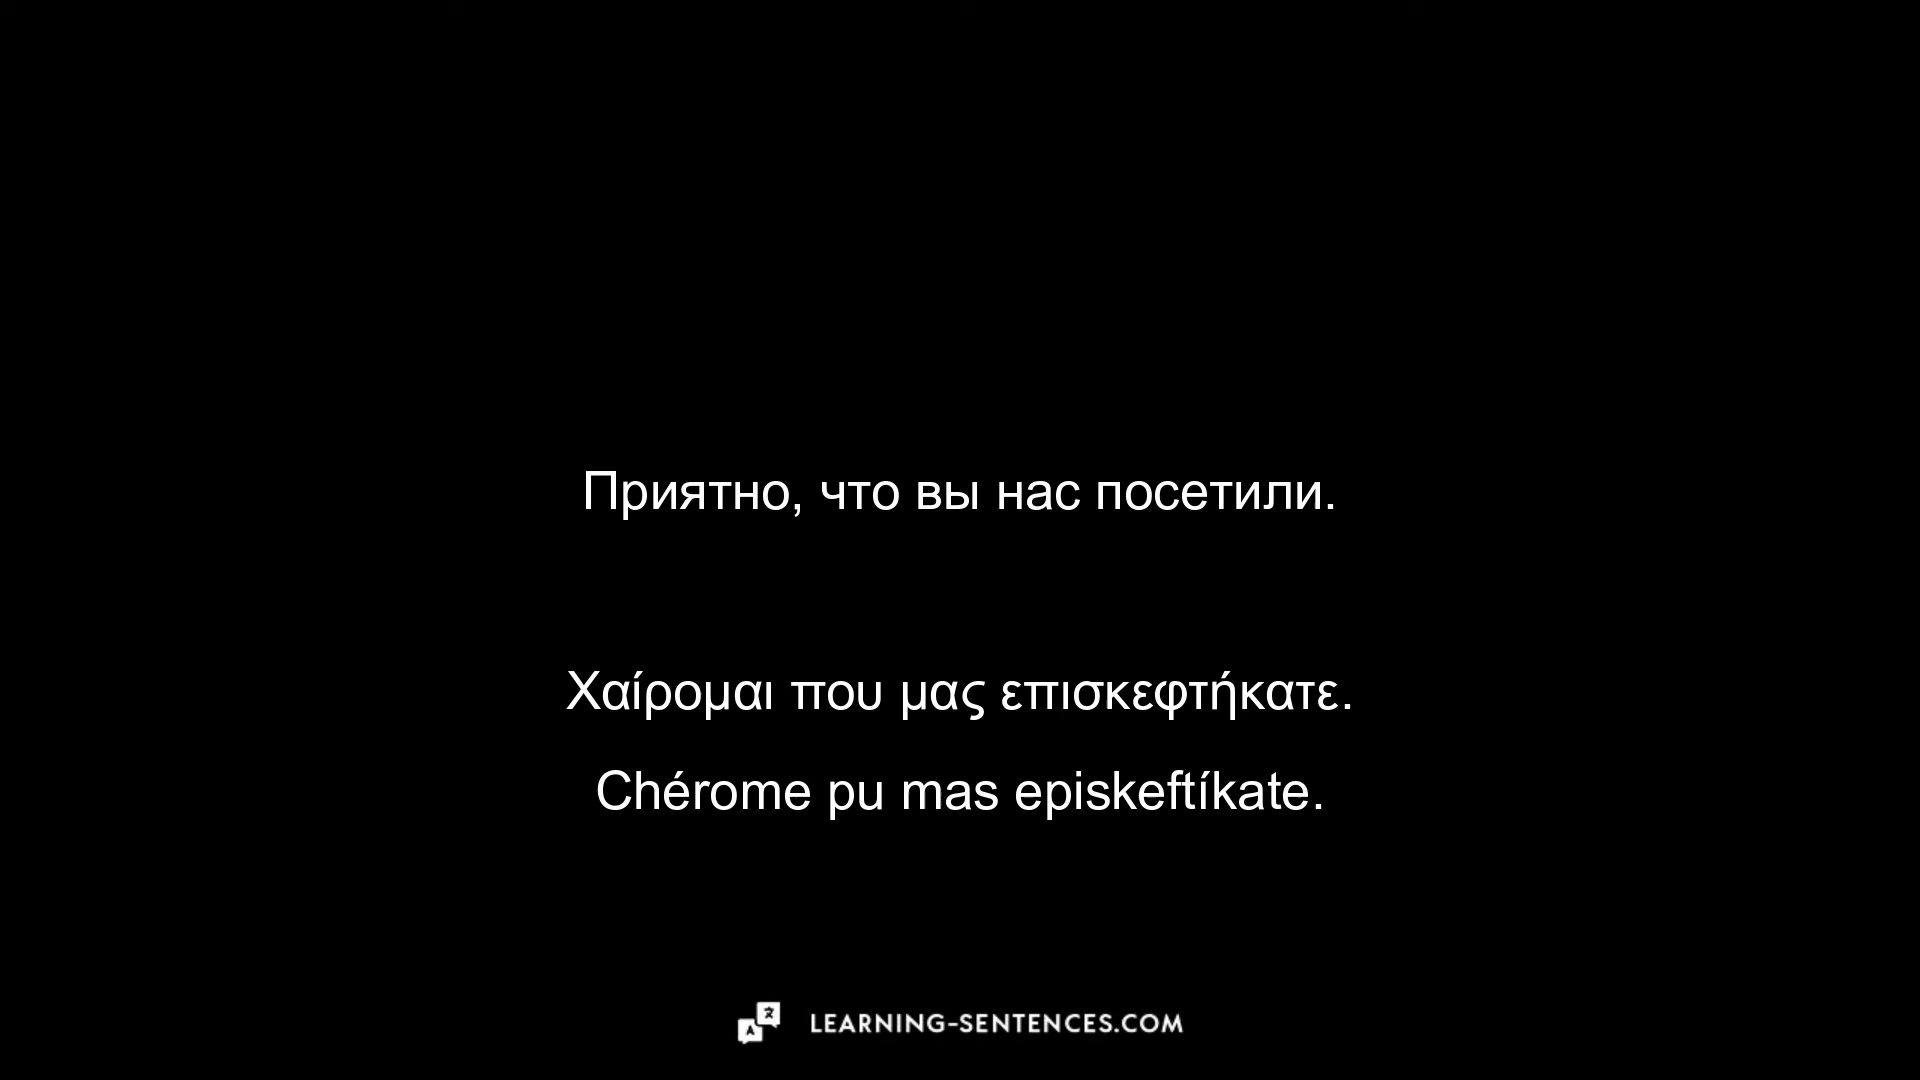 Приятно, что вы нас посетили.
Χαίρομαι που μας επισκεφτήκατε.
Chérome pu mas episkeftíkate.
LEARNING-SENTENCES.COM